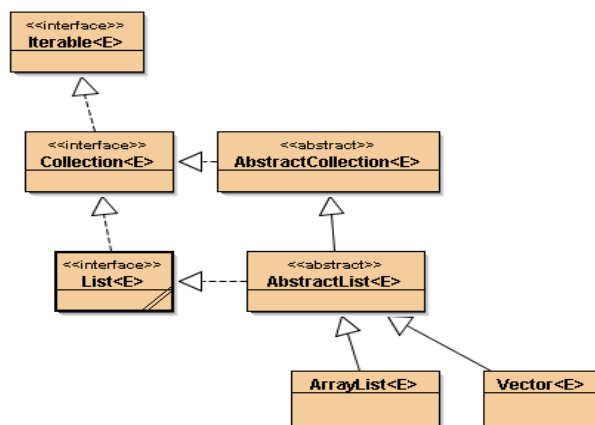 <<interface>>
Iterable<E>
<<interface>>
Collection<E>
<<abstract>>
AbstractCollection<E>
<<interface>>
List<E>
<<abstract>>
AbstractList<E>
ArrayList<E>
Vector<E>